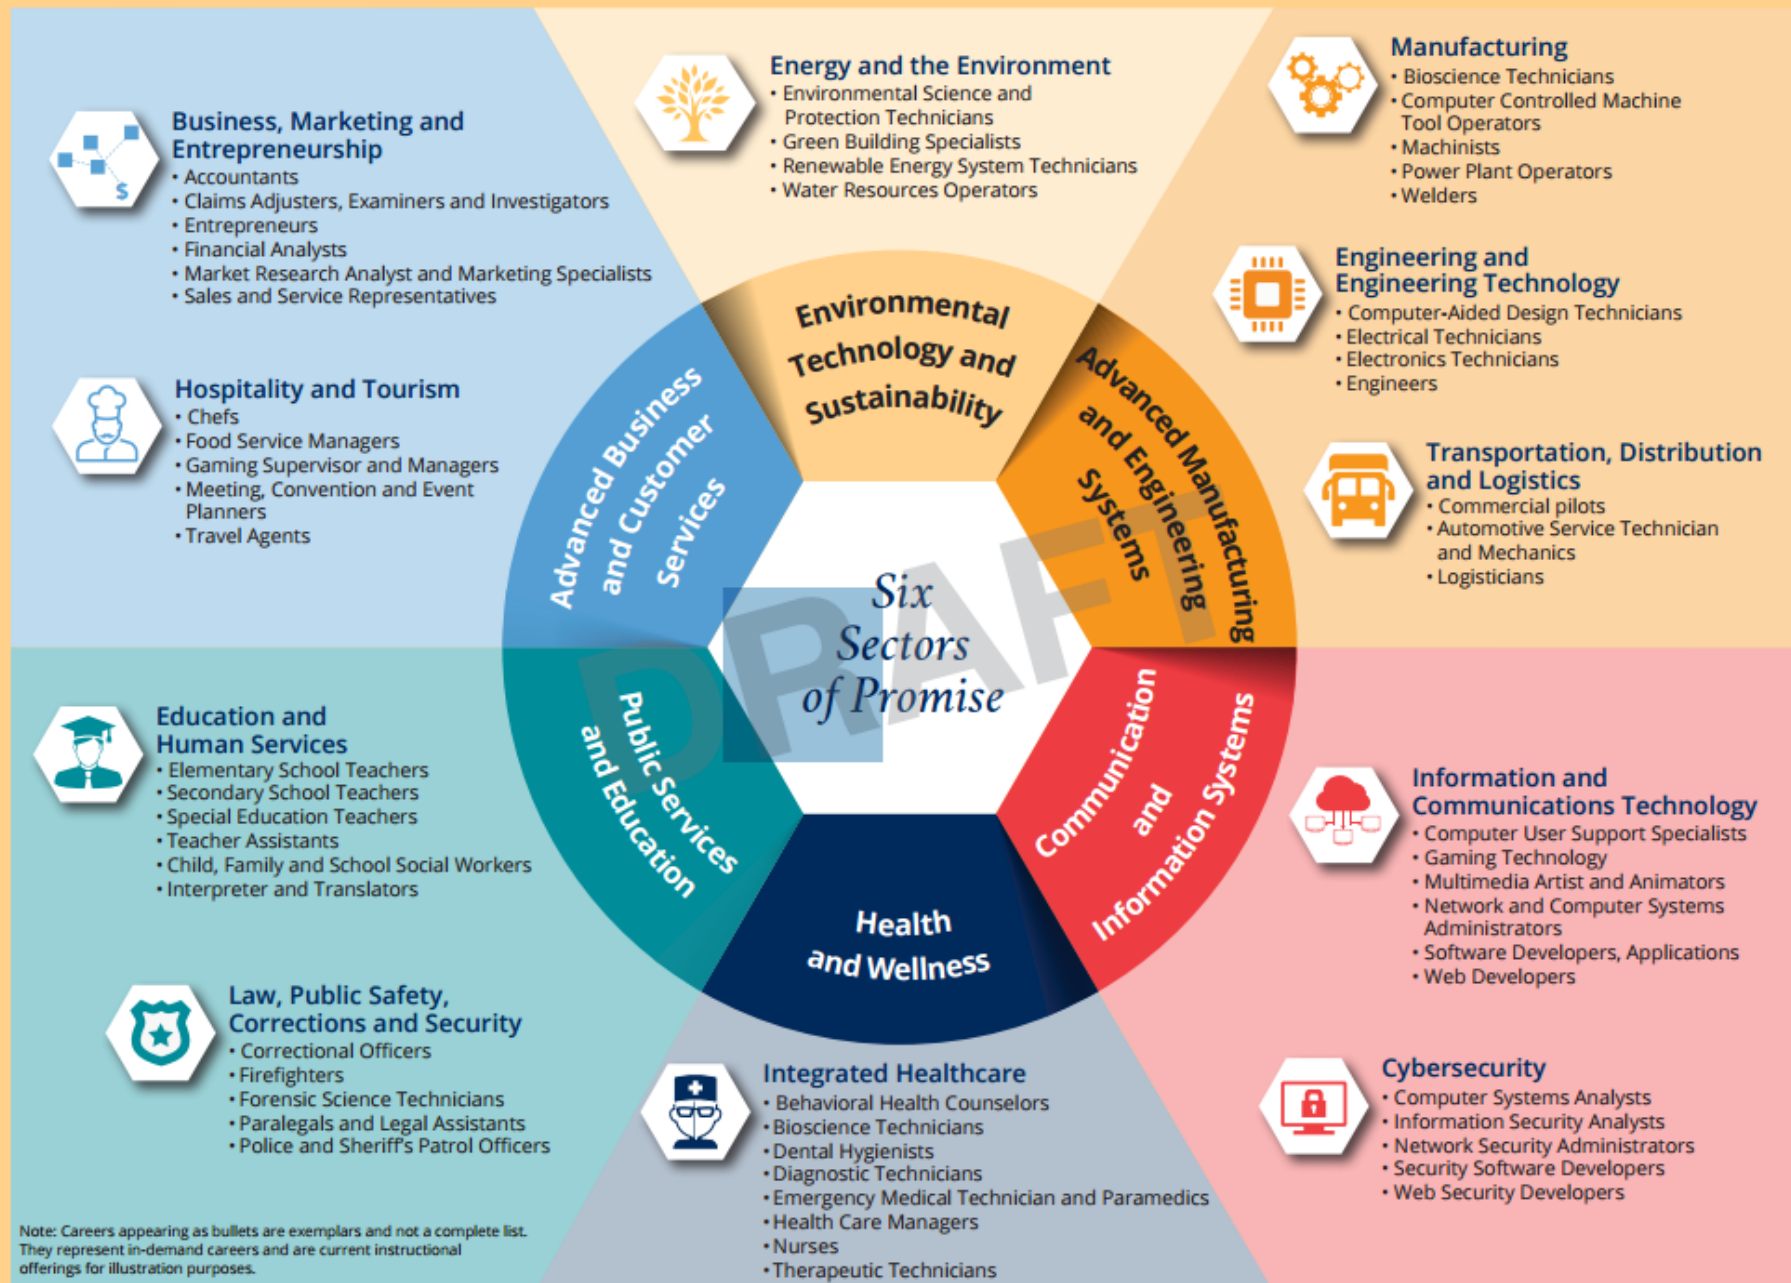 Business, Marketing and
Entrepreneurship
• Accountants
• Claims Adjusters, Examiners and Investigators
• Entrepreneurs
• Financial Analysts
• Market Research Analyst and Marketing Specialists
• Sales and Service Representatives
Hospitality and Tourism
• Chefs
• Food Service Managers
• Gaming Supervisor and Managers
• Meeting, Convention and Event
Planners
• Travel Agents
Energy and the Environment
• Environmental Science and
Protection Technicians
• Green Building Specialists
• Renewable Energy System Technicians
• Water Resources Operators
Manufacturing
• Bioscience Technicians
• Computer Controlled Machine
Tool Operators
• Machinists
• Power Plant Operators
• Welders
Engineering and
Engineering Technology
• Computer-Aided Design Technicians
• Electrical Technicians
• Electronics Technicians
• Engineers
Transportation, Distribution
and Logistics
• Commercial pilots
• Automotive Service Technician
and Mechanics
• Logisticians
Environmental
Technology and
Sustainability
Advanced Business
and Customer
Services
Advanced Manufacturing
and Engineering
Systems
Six
Sectors
of Promise
DRAFT
Public Services
and Education
Communication
and
Information Systems
Health
and Wellness
Education and
Human Services
• Elementary School Teachers
• Secondary School Teachers
• Special Education Teachers
• Teacher Assistants
• Child, Family and School Social Workers
• Interpreter and Translators
Law, Public Safety,
Corrections and Security
• Correctional Officers
• Firefighters
• Forensic Science Technicians
• Paralegals and Legal Assistants
• Police and Sheriff's Patrol Officers
Integrated Healthcare
• Behavioral Health Counselors
• Bioscience Technicians
• Dental Hygienists
• Diagnostic Technicians
• Emergency Medical Technician and Paramedics
• Health Care Managers
• Nurses
• Therapeutic Technicians
Information and
Communications Technology
• Computer User Support Specialists
• Gaming Technology
• Multimedia Artist and Animators
• Network and Computer Systems
Administrators
• Software Developers, Applications
• Web Developers
Cybersecurity
• Computer Systems Analysts
• Information Security Analysts
• Network Security Administrators
• Security Software Developers
• Web Security Developers
Note: Careers appearing as bullets are exemplars and not a complete list.
They represent in-demand careers and are current instructional
offerings for illustration purposes.
$